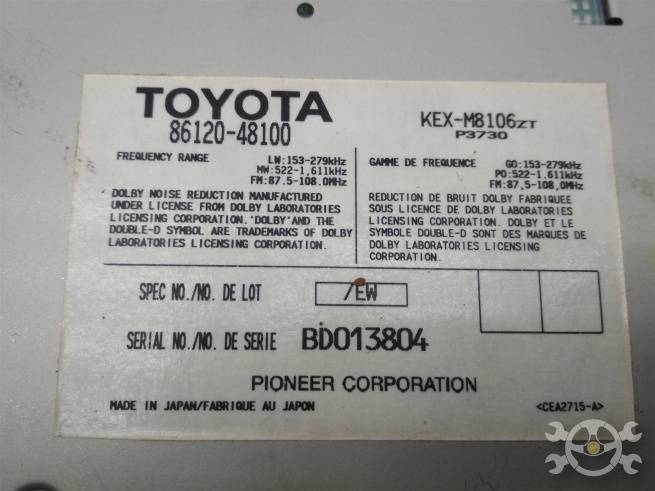 TOYOTA
86120-48100
KEX-M8106ZT
P3730
FREQUENCY RANGE
LW:153-279kHz
MW:522-1,611kHz
FM:87.5-108.0MHz
DOLBY NOISE REDUCTION MANUFACTURED
UNDER LICENSE FROM DOLBY LABORATORIES
LICENSING CORPORATION. 'DOLBY'AND THE
DOUBLE-D SYMBOL ARE TRADEMARKS OF DOLBY
LABORATORIES LICENSING CORPORATION.
GAMME DE FREQUENCE
GO:153-279kHz
PO:522-1.611kHz
FM:87,5-108,0MHz
REDUCTION DE BRUIT DOLBY FABRIQUEE
SOUS LICENCE DE DOLBY LABORATORIES
LICENSING CORPORATION. DOLBY ET LE
SYMBOLE DOUBLE-D SONT DES MARQUES DE
DOLBY LABORATORIES LICENSING
CORPORATION.
SPEC NO./NO. DE LOT /EW
SERIAL NO./NO. DE SERIE BD013804
PIONEER CORPORATION
MADE IN JAPAN/FABRIQUE AU JAPON <CEA2715-A>